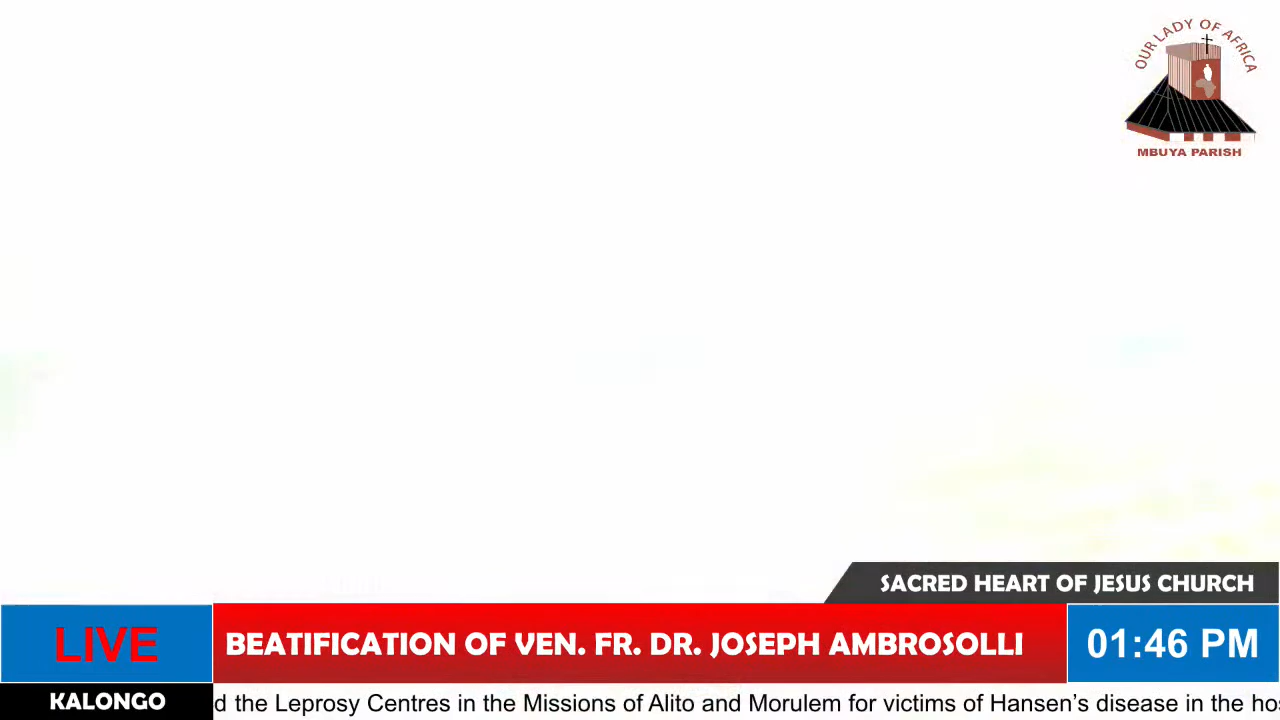 OUR LADY OF AFRICA
MBUYA PARISH
SACRED HEART OF JESUS CHURCH
LIVE
BEATIFICATION OF VEN. FR. DR. JOSEPH AMBROSOLLI
01:46 PM
KALONGO
d the Leprosy Centres in the Missions of Alito and Morulem for victims of Hansen’s disease in the ho